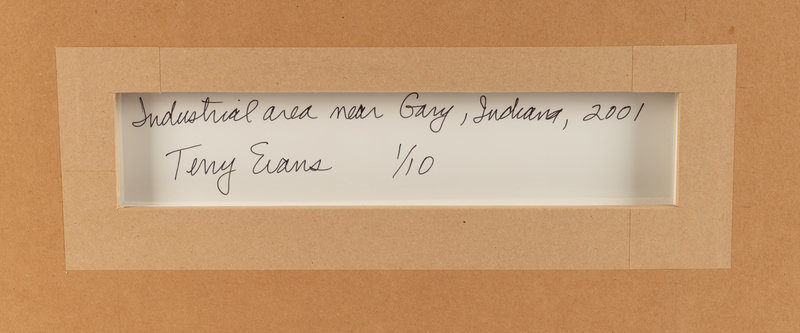 Industrial area near Gary, Indiana, 2001
Terry Evans 1/10